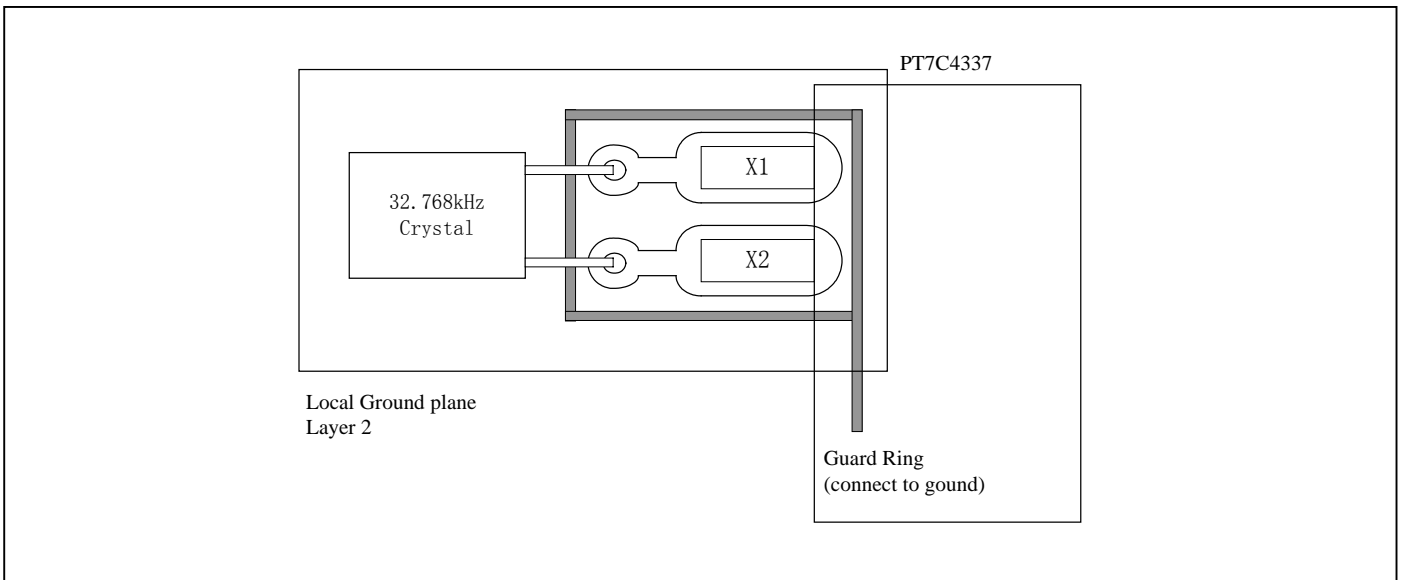 PT7C4337
X1
32.768kHz
Crystal
X2
Local Ground plane
Layer 2
Guard Ring
(connect to gound)